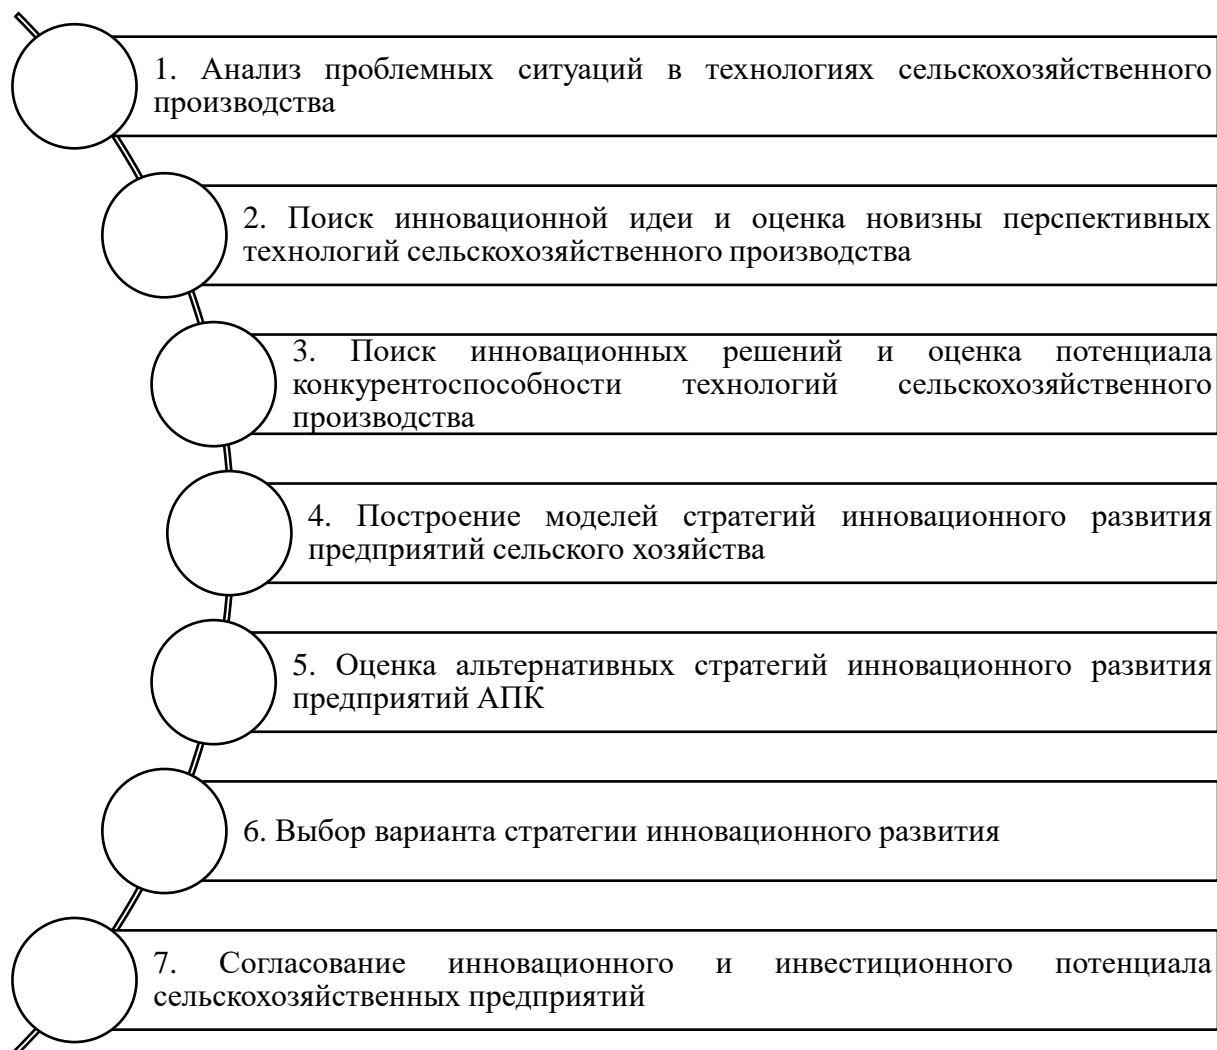 1. Анализ проблемных ситуаций в технологиях сельскохозяйственного
производства
2. Поиск инновационной идеи и оценка новизны перспективных
технологий сельскохозяйственного производства
3. Поиск инновационных решений и оценка потенциала
конкурентоспособности технологий сельскохозяйственного
производства
4. Построение моделей стратегий инновационного развития
предприятий сельского хозяйства
5. Оценка альтернативных стратегий инновационного развития
предприятий АПК
6. Выбор варианта стратегии инновационного развития
7. Согласование инновационного и инвестиционного потенциала
сельскохозяйственных предприятий